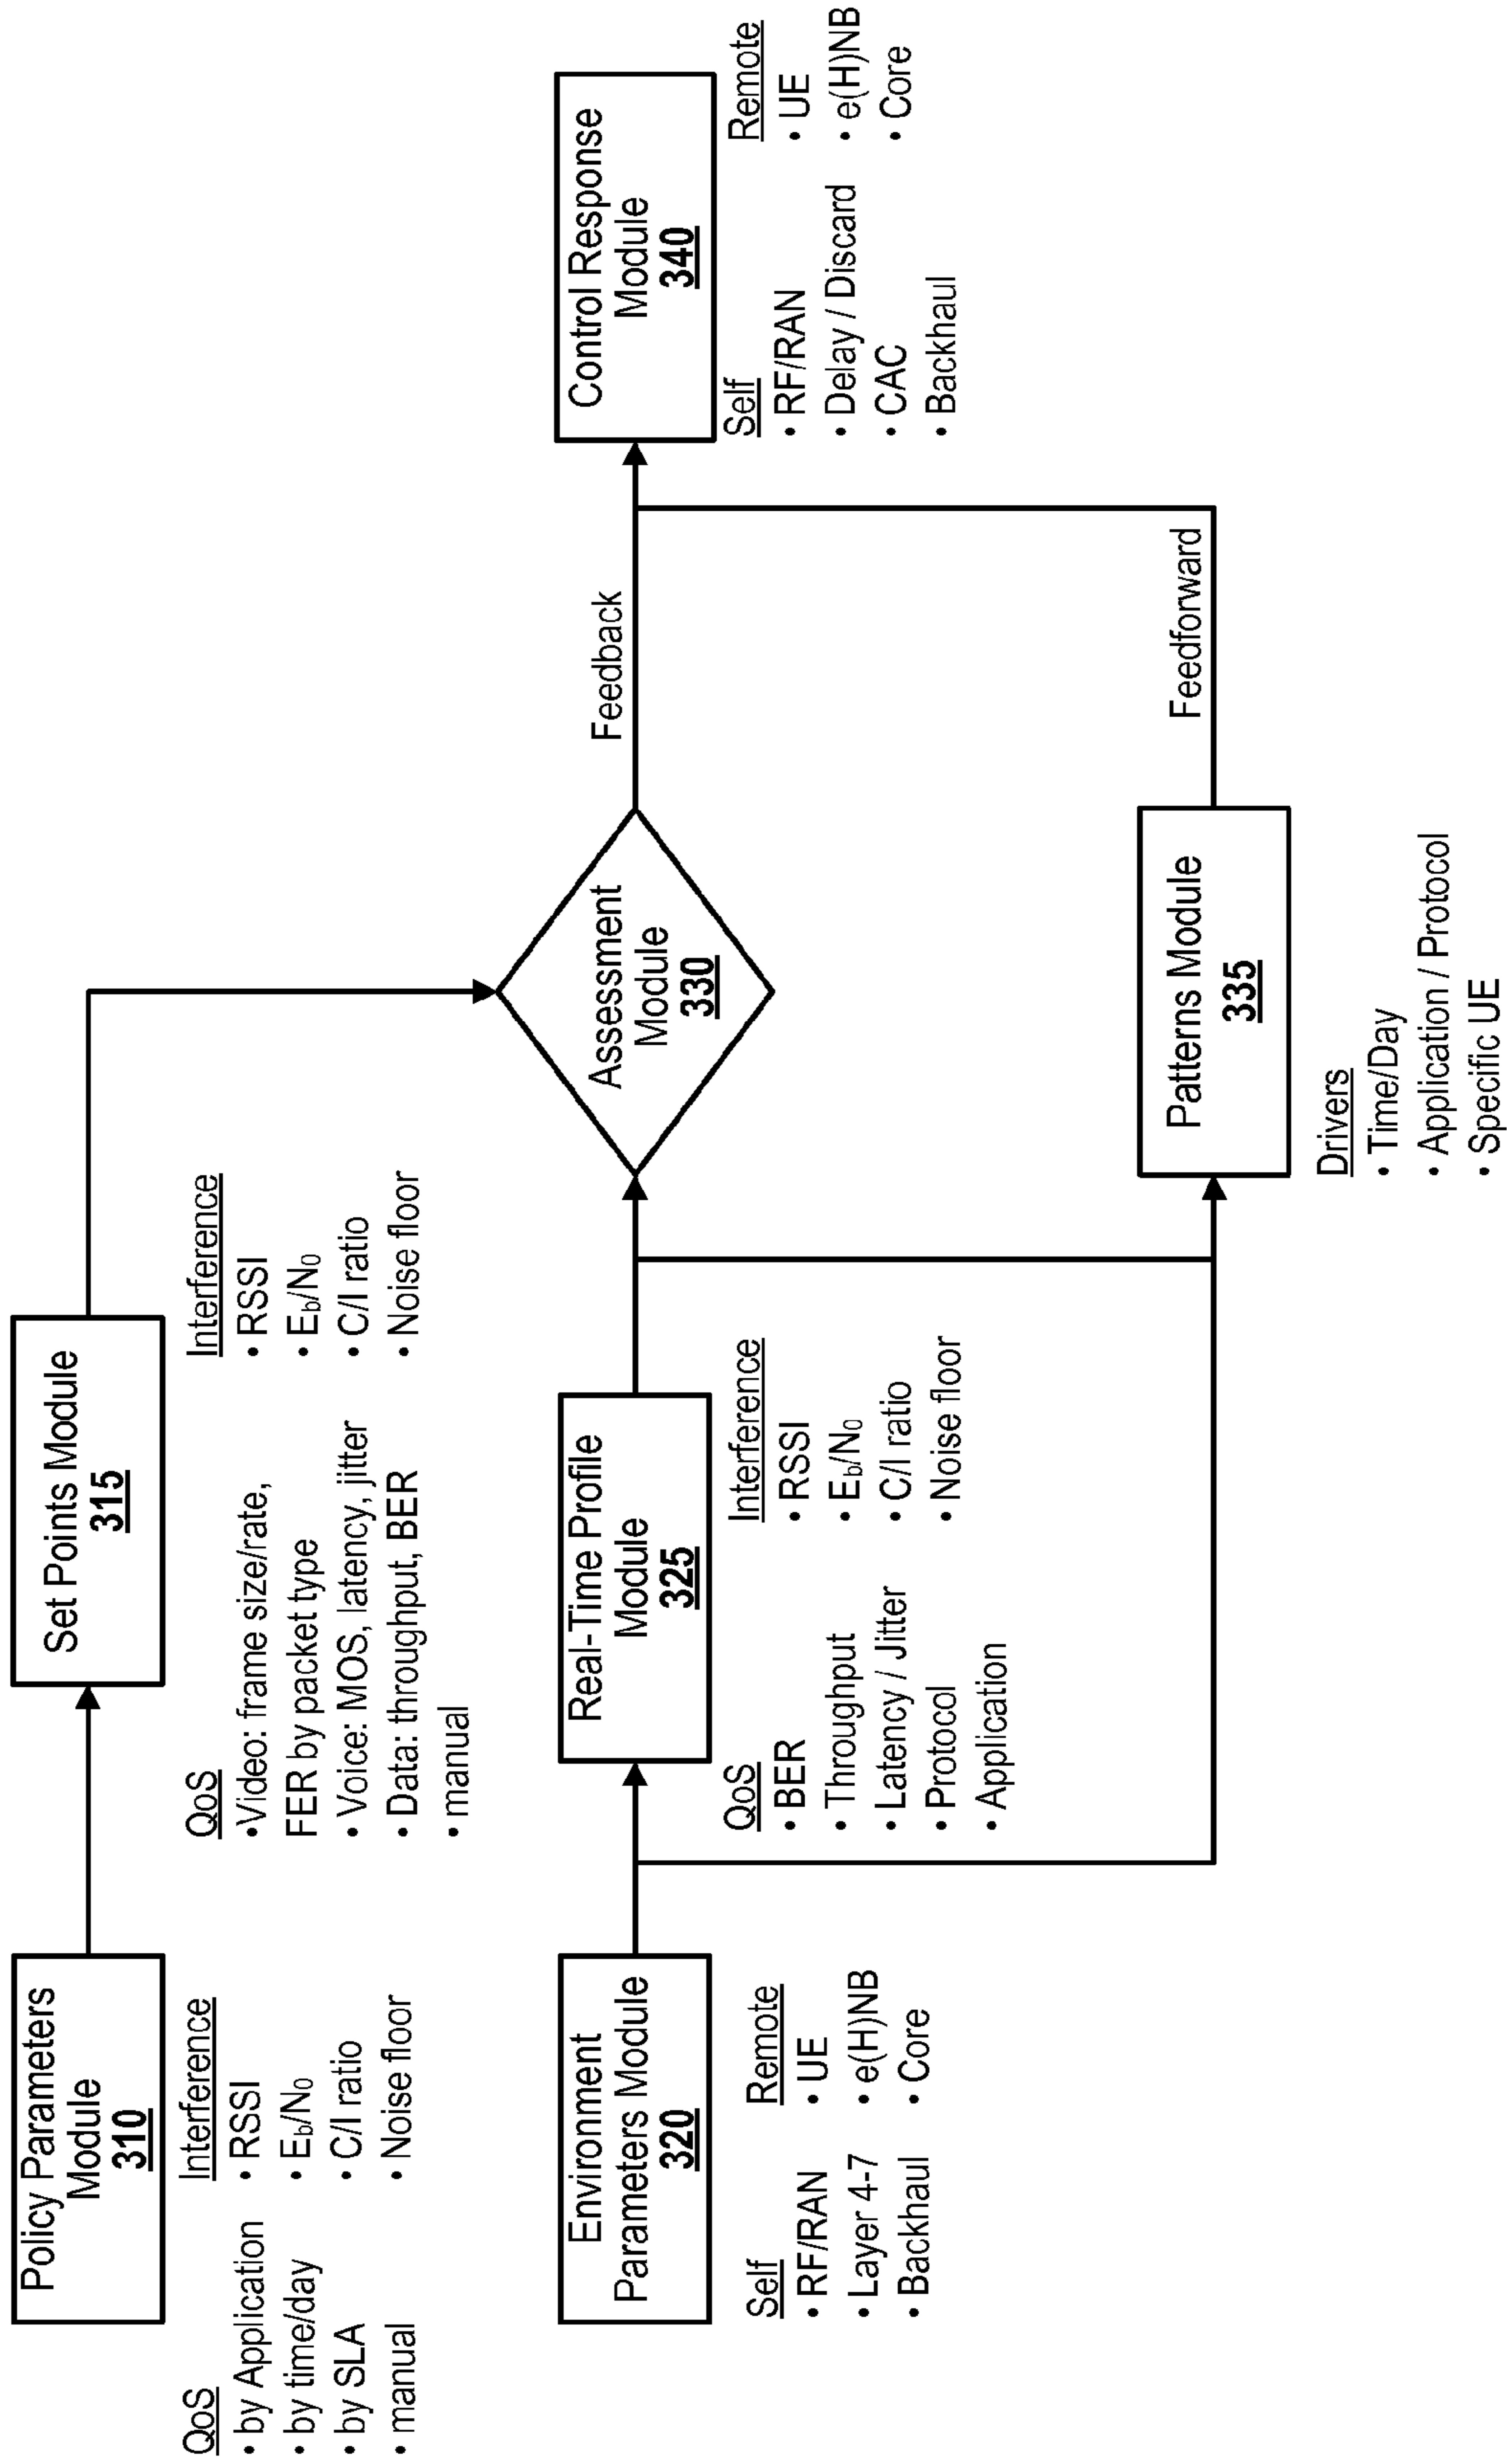 Policy Parameters
Module
310
QoS
• by Application
• by time/day
• by SLA
• manual
Interference
• RSSI
• Eb/N0
• C/I ratio
• Noise floor
Set Points Module
315
QoS
•Video: frame size/rate,
FER by packet type
• Voice: MOS, latency, jitter
• Data: throughput, BER
• manual
Interference
• RSSI
• Eb/N0
• C/I ratio
• Noise floor
Environment
Parameters Module
320
Self
• RF/RAN
• Layer 4-7
• Backhaul
Remote
• UE
• e(H)NB
• Core
Real-Time Profile
Module
325
QoS
• BER
• Throughput
• Latency / Jitter
• Protocol
• Application
Interference
• RSSI
• Eb/N0
• C/I ratio
• Noise floor
Assessment
Module
330
Feedback
Control Response
Module
340
Self
• RF/RAN
• Delay / Discard
• CAC
• Backhaul
Remote
• UE
• e(H)NB
• Core
Patterns Module
335
Drivers
• Time/Day
• Application / Protocol
• Specific UE
Feedforward